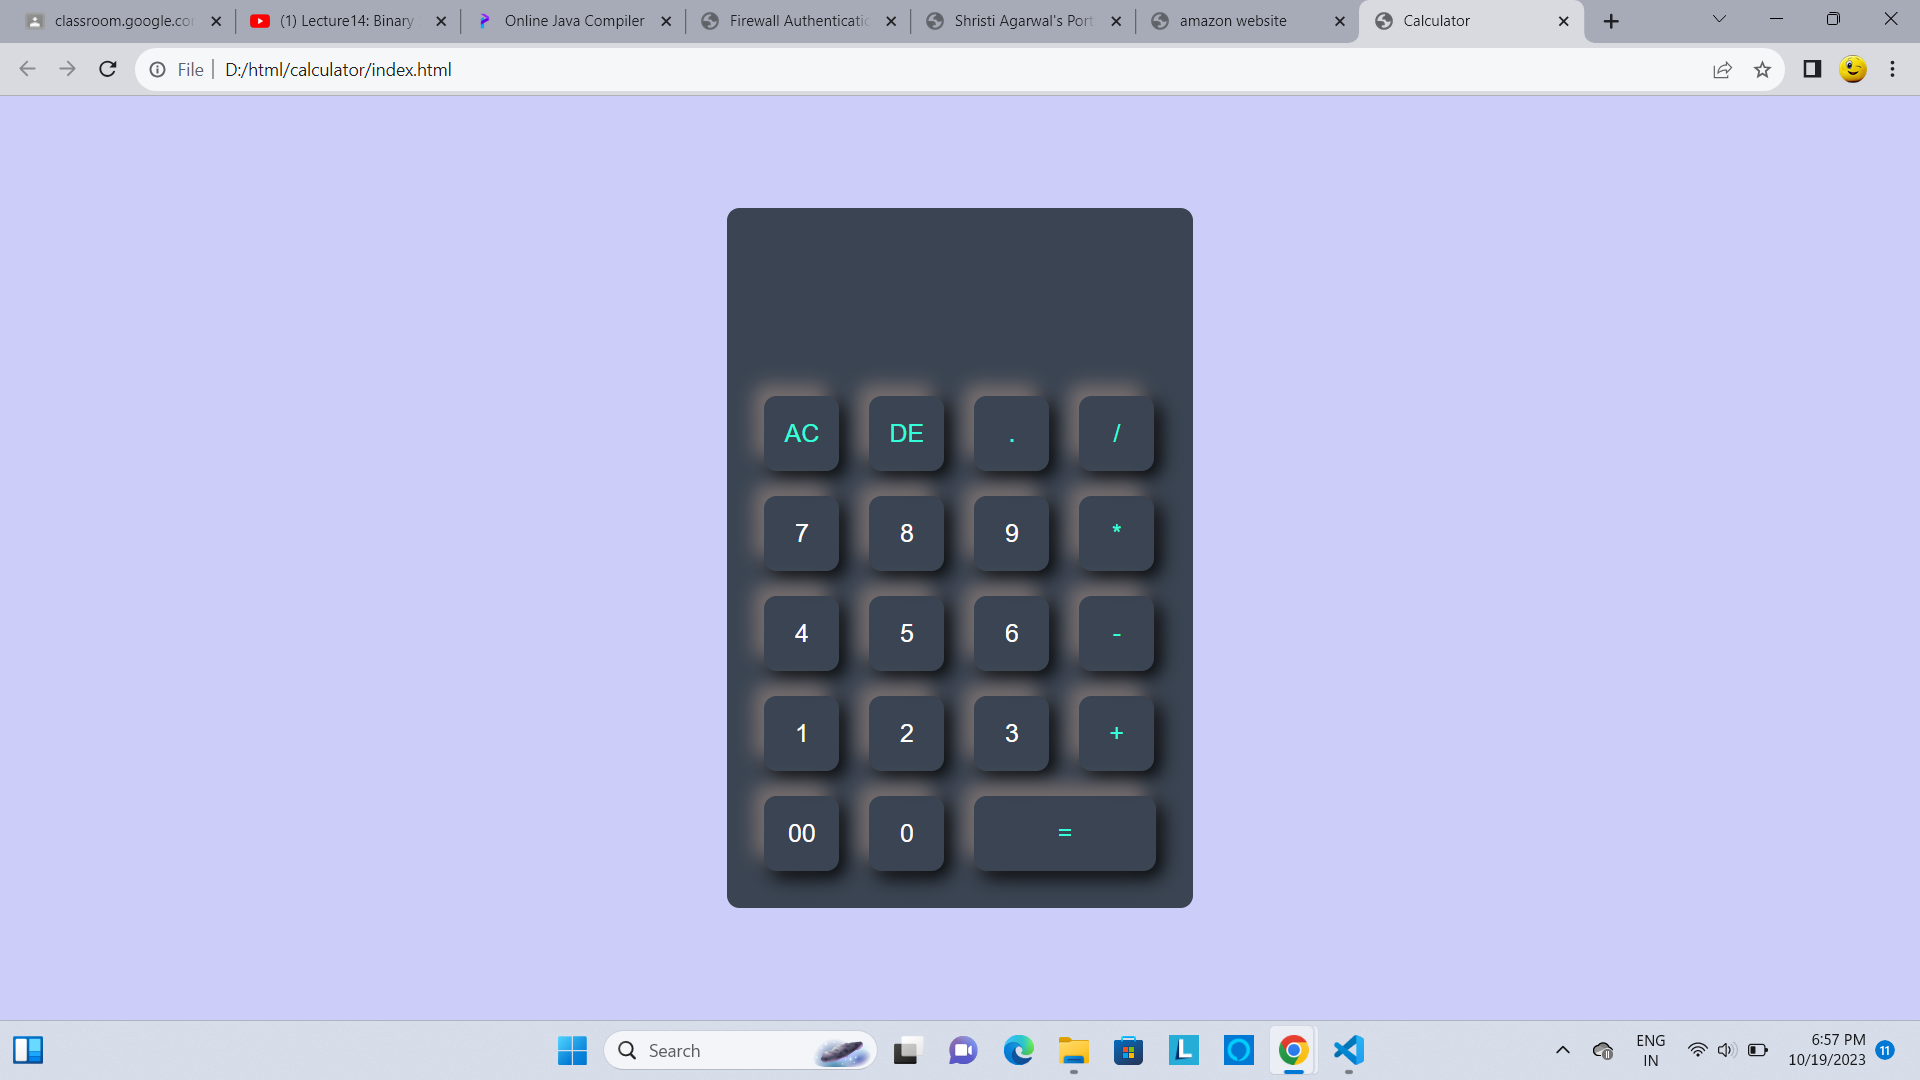 classroom.google.co
(1) Lecture14: Binary
Online Java Compiler
Firewall Authenticati
Shristi Agarwal's Port
amazon website
Calculator
File
D:/html/calculator/index.html
AC DE . /
7 8 9 *
4 5 6 -
1 2 3 +
00 0 =
Search
ENG
IN
6:57 PM
10/19/2023
11